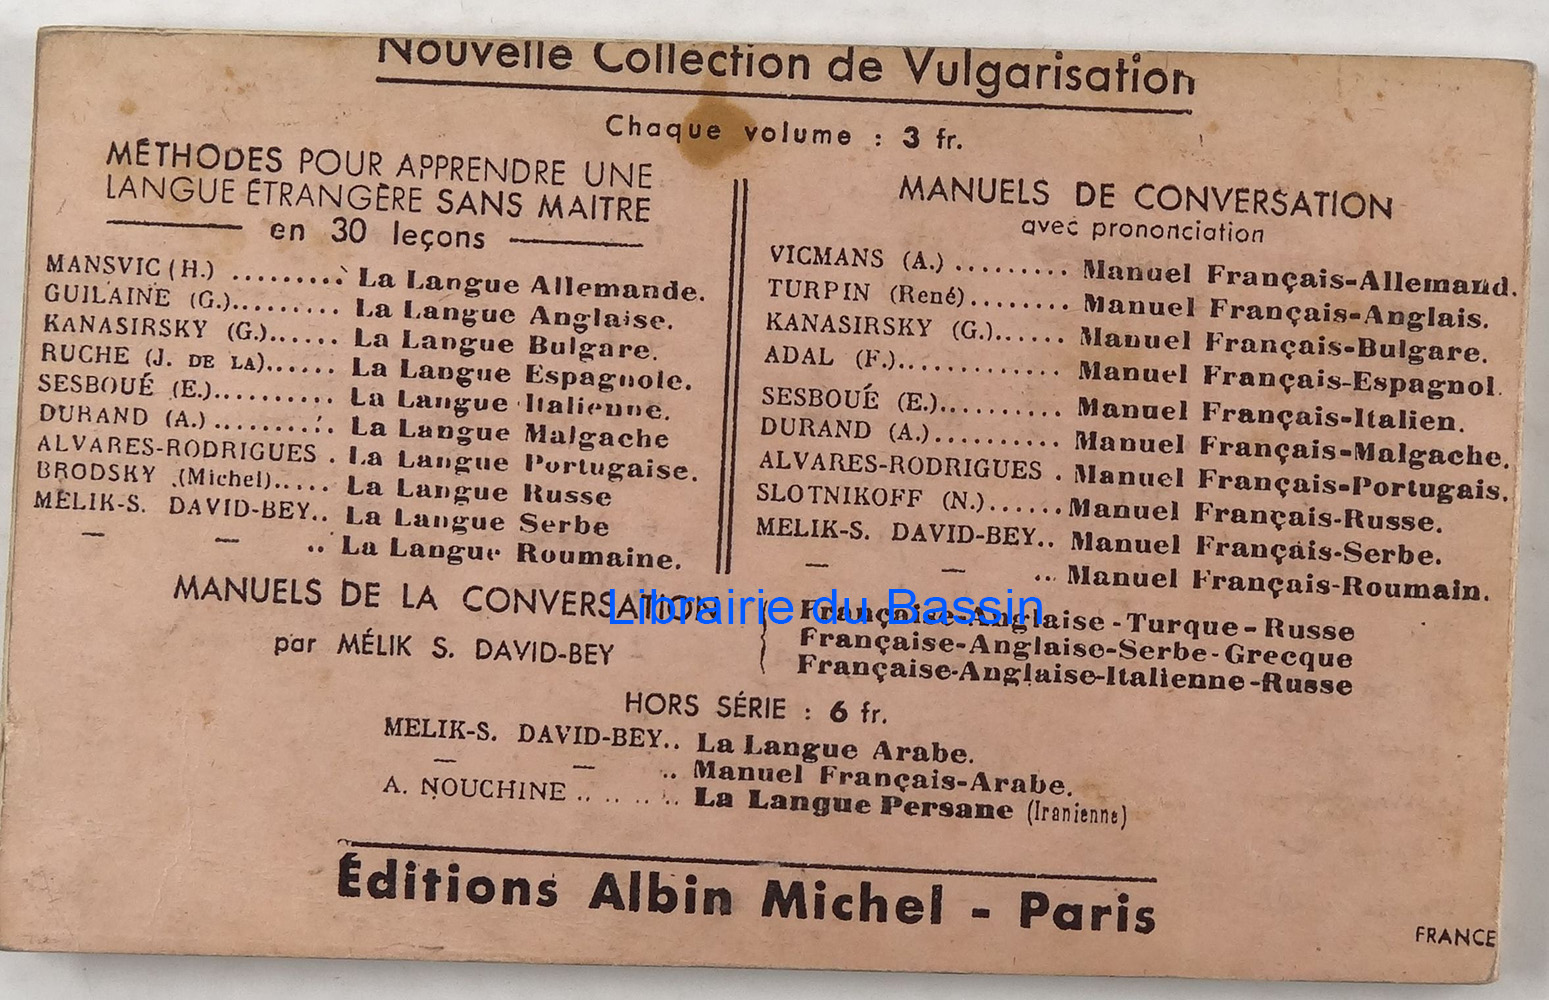 Nouvelle Collection de Vulgarisation
Chaque volume : 3 fr.
MÉTHODES POUR APPRENDRE UNE
LANGUE ÉTRANGÈRE SANS MAITRE
en 30 leçons
MANSVIC (H.) .......... La Langue Allemande.
GUILAINE (G.)......... La Langue Anglaise.
KANASIRSKY (G.)...... La Langue Bulgare.
RUCHE (J. DE LA)...... La Langue Espagnole.
SESBOUÉ (E.).......... La Langue Italienne.
DURAND (A.) .......... La Langue Malgache
ALVARES-RODRIGUES . La Langue Portugaise.
BRODSKY (Michel)..... La Langue Russe
MÉLIK-S. DAVID-BEY.. La Langue Serbe
— — .. La Langue Roumaine.
MANUELS DE CONVERSATION
avec prononciation
VICMANS (A.) ......... Manuel Français-Allemand.
TURPIN (René)........ Manuel Français-Anglais.
KANASIRSKY (G.)...... Manuel Français-Bulgare.
ADAL (F.)............. Manuel Français-Espagnol.
SESBOUÉ (E.).......... Manuel Français-Italien.
DURAND (A.).......... Manuel Français-Malgache.
ALVARES-RODRIGUES . Manuel Français-Portugais.
SLOTNIKOFF (N.)...... Manuel Français-Russe.
MELIK-S. DAVID-BEY.. Manuel Français-Serbe.
— — ... Manuel Français-Roumain.
MANUELS DE LA CONVERSATION
par MÉLIK S. DAVID-BEY
Française-Anglaise-Turque-Russe
Française-Anglaise-Serbe-Grecque
Française-Anglaise-Italienne-Russe
Librairie du Bassin
HORS SÉRIE : 6 fr.
MELIK-S. DAVID-BEY.. La Langue Arabe.
— — .. Manuel Français-Arabe.
A. NOUCHINE .. .. .. La Langue Persane (Iranienne)
Éditions Albin Michel - Paris
FRANCE